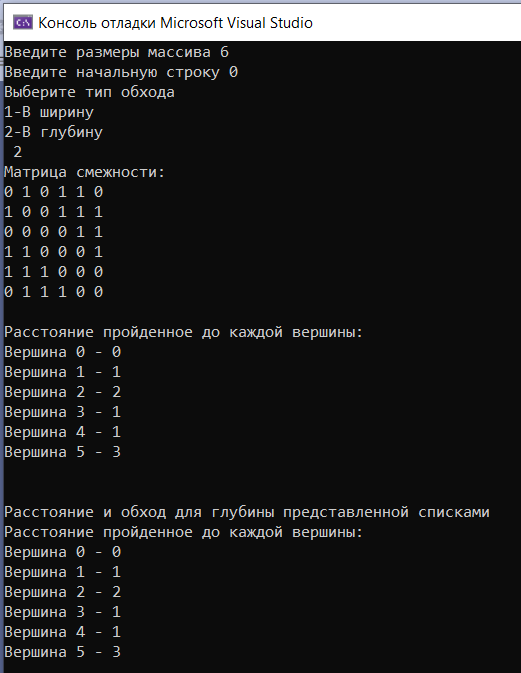 Консоль отладки Microsoft Visual Studio
Введите размеры массива 6
Введите начальную строку 0
Выберите тип обхода
1-В ширину
2-В глубину
2
Матрица смежности:
0 1 0 1 1 0
1 0 0 1 1 1
0 0 0 0 1 1
1 1 0 0 0 1
1 1 1 0 0 0
0 1 1 1 0 0
Расстояние пройденное до каждой вершины:
Вершина 0 - 0
Вершина 1 - 1
Вершина 2 - 2
Вершина 3 - 1
Вершина 4 - 1
Вершина 5 - 3
Расстояние и обход для глубины представленной списками
Расстояние пройденное до каждой вершины:
Вершина 0 - 0
Вершина 1 - 1
Вершина 2 - 2
Вершина 3 - 1
Вершина 4 - 1
Вершина 5 - 3